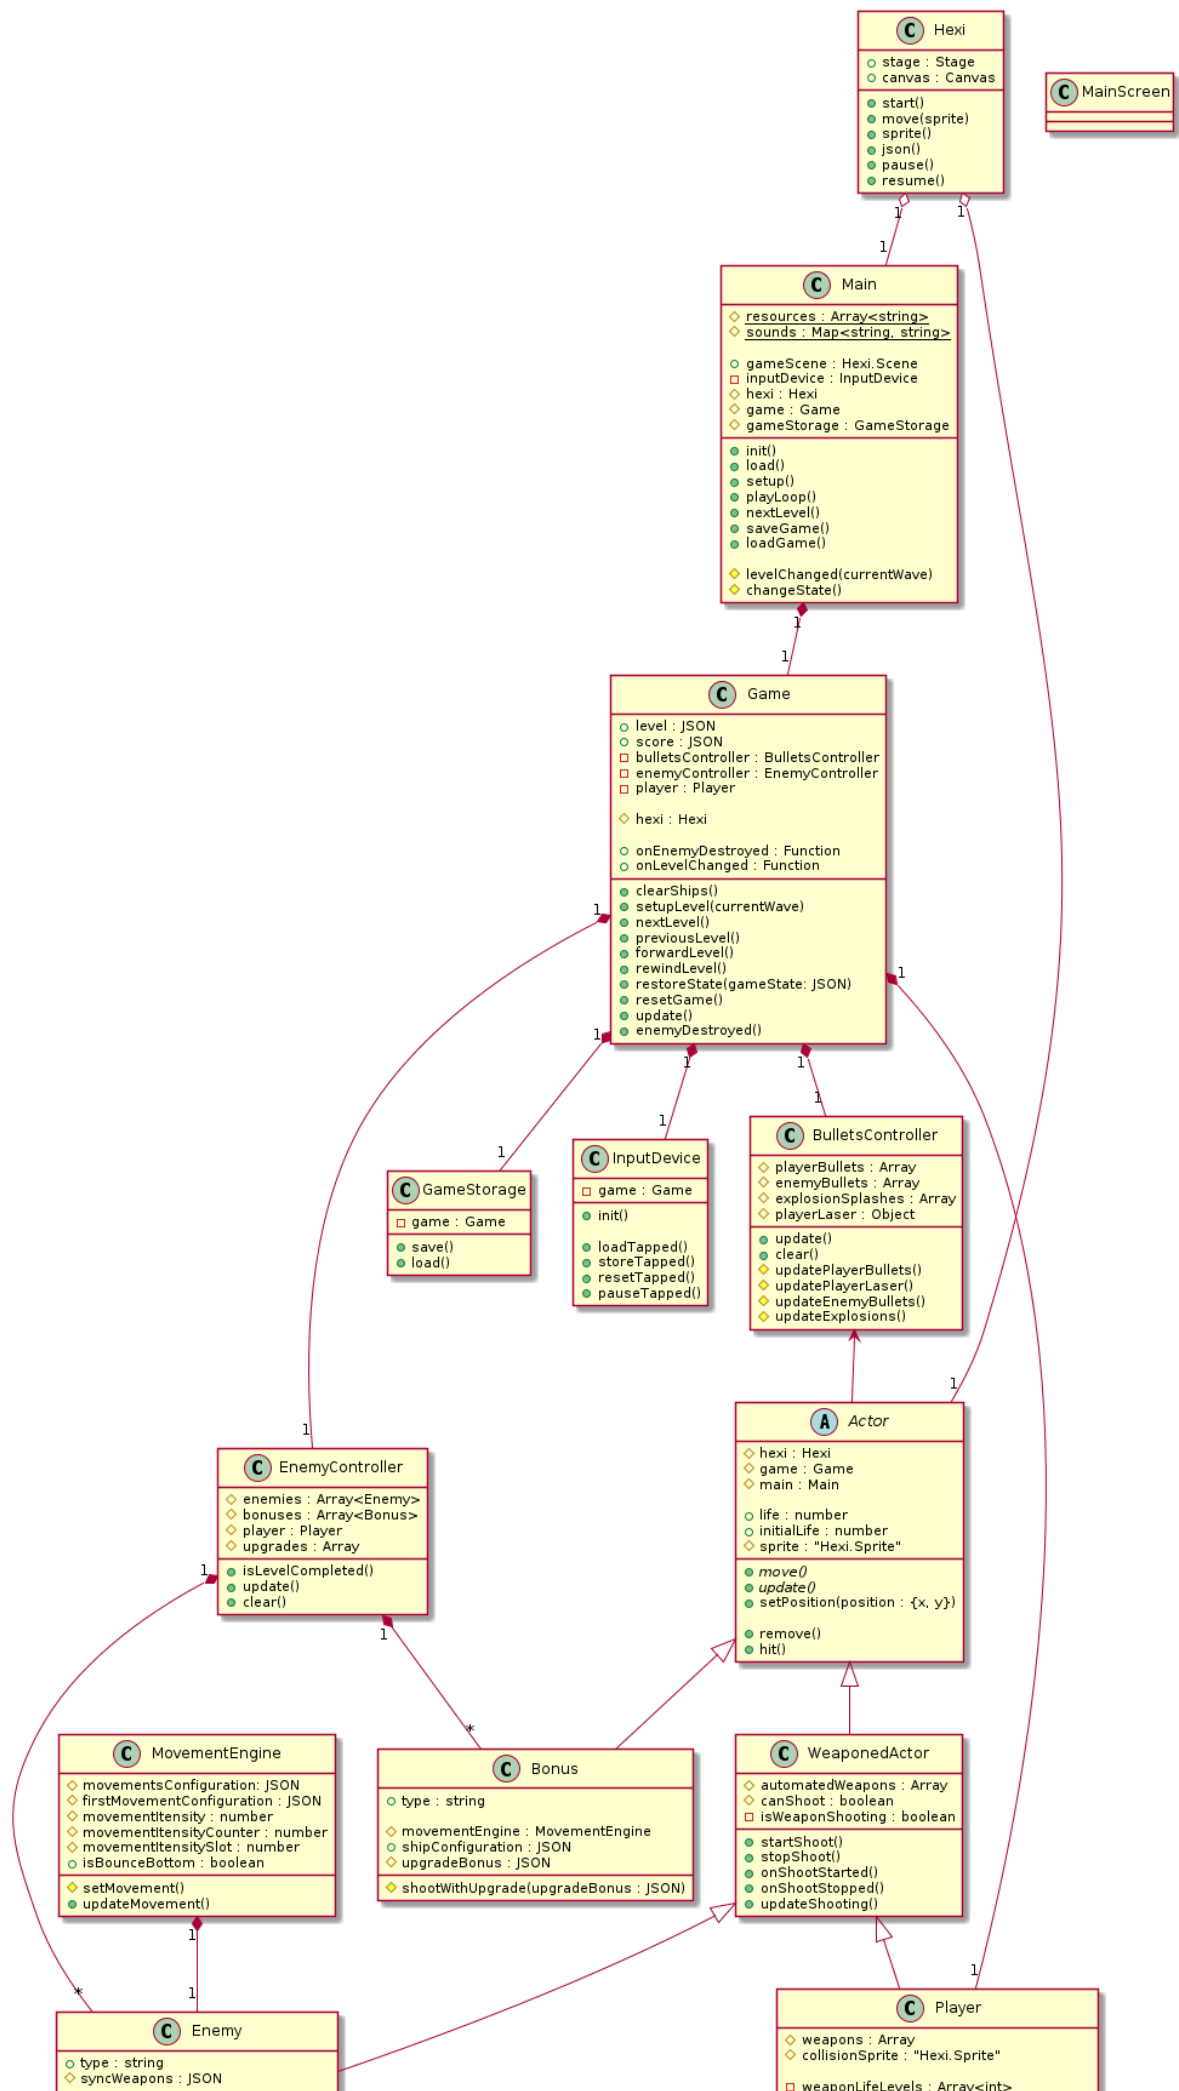 C Hexi
stage : Stage
canvas : Canvas
start()
move(sprite)
sprite()
json()
pause()
resume()
C MainScreen
1
1
1
C Main
resources : Array<string>
sounds : Map<string, string>
gameScene : Hexi.Scene
inputDevice : InputDevice
hexi : Hexi
game : Game
gameStorage : GameStorage
init()
load()
setup()
playLoop()
nextLevel()
saveGame()
loadGame()
levelChanged(currentWave)
changeState()
1
1
C Game
level : JSON
score : JSON
bulletsController : BulletsController
enemyController : EnemyController
player : Player
hexi : Hexi
onEnemyDestroyed : Function
onLevelChanged : Function
clearShips()
setupLevel(currentWave)
nextLevel()
previousLevel()
forwardLevel()
rewindLevel()
restoreState(gameState: JSON)
resetGame()
update()
enemyDestroyed()
1
1
1
1
1
1
1
1
C GameStorage
game : Game
save()
load()
C InputDevice
game : Game
init()
loadTapped()
storeTapped()
resetTapped()
pauseTapped()
C BulletsController
playerBullets : Array
enemyBullets : Array
explosionSplashes : Array
playerLaser : Object
update()
clear()
updatePlayerBullets()
updatePlayerLaser()
updateEnemyBullets()
updateExplosions()
1
1
C EnemyController
enemies : Array<Enemy>
bonuses : Array<Bonus>
player : Player
upgrades : Array
isLevelCompleted()
update()
clear()
A Actor
hexi : Hexi
game : Game
main : Main
life : number
initialLife : number
sprite : "Hexi.Sprite"
move()
update()
setPosition(position : {x, y})
remove()
hit()
1
1
*
C MovementEngine
movementsConfiguration: JSON
firstMovementConfiguration : JSON
movementItensity : number
movementItensityCounter : number
movementItensitySlot : number
isBounceBottom : boolean
setMovement()
updateMovement()
C Bonus
type : string
movementEngine : MovementEngine
shipConfiguration : JSON
upgradeBonus : JSON
shootWithUpgrade(upgradeBonus : JSON)
C WeaponedActor
automatedWeapons : Array
canShoot : boolean
isWeaponShooting : boolean
startShoot()
stopShoot()
onShootStarted()
onShootStopped()
updateShooting()
1
1
*
1
C Enemy
type : string
syncWeapons : JSON
C Player
weapons : Array
collisionSprite : "Hexi.Sprite"
weaponLifeLevels : Array<int>